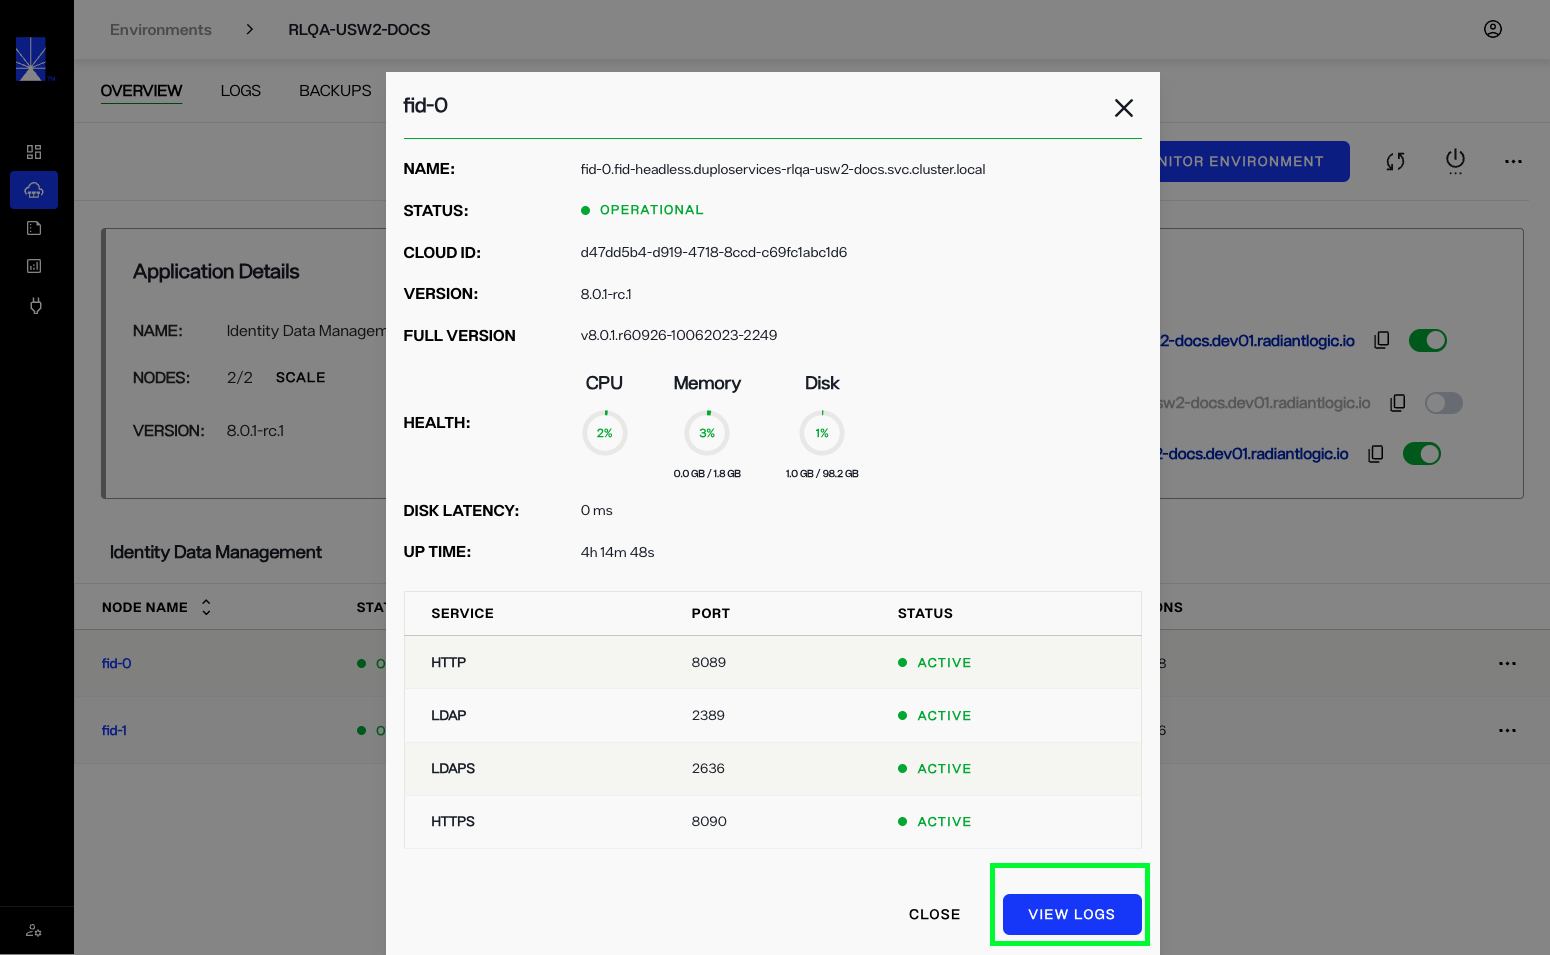 Environments > RLQA-USW2-DOCS
OVERVIEW LOGS BACKUPS
fid-0
NITOR ENVIRONMENT
NAME: fid-0.fid-headless.duploservices-rlqa-usw2-docs.svc.cluster.local
STATUS: OPERATIONAL
CLOUD ID: d47dd5b4-d919-4718-8ccd-c69fc1abc1d6
VERSION: 8.0.1-rc.1
FULL VERSION v8.0.1.r60926-10062023-2249
CPU Memory Disk
HEALTH: 2% 3% 1%
0.0 GB / 1.8 GB 1.0 GB / 98.2 GB
DISK LATENCY: 0 ms
UP TIME: 4h 14m 48s
SERVICE PORT STATUS
HTTP 8089 ACTIVE
LDAP 2389 ACTIVE
LDAPS 2636 ACTIVE
HTTPS 8090 ACTIVE
CLOSE VIEW LOGS
Application Details
NAME: Identity Data Managem
NODES: 2/2 SCALE
VERSION: 8.0.1-rc.1
2-docs.dev01.radiantlogic.io
sw2-docs.dev01.radiantlogic.io
2-docs.dev01.radiantlogic.io
Identity Data Management
NODE NAME STAT ONS
fid-0 O 8
fid-1 O 6